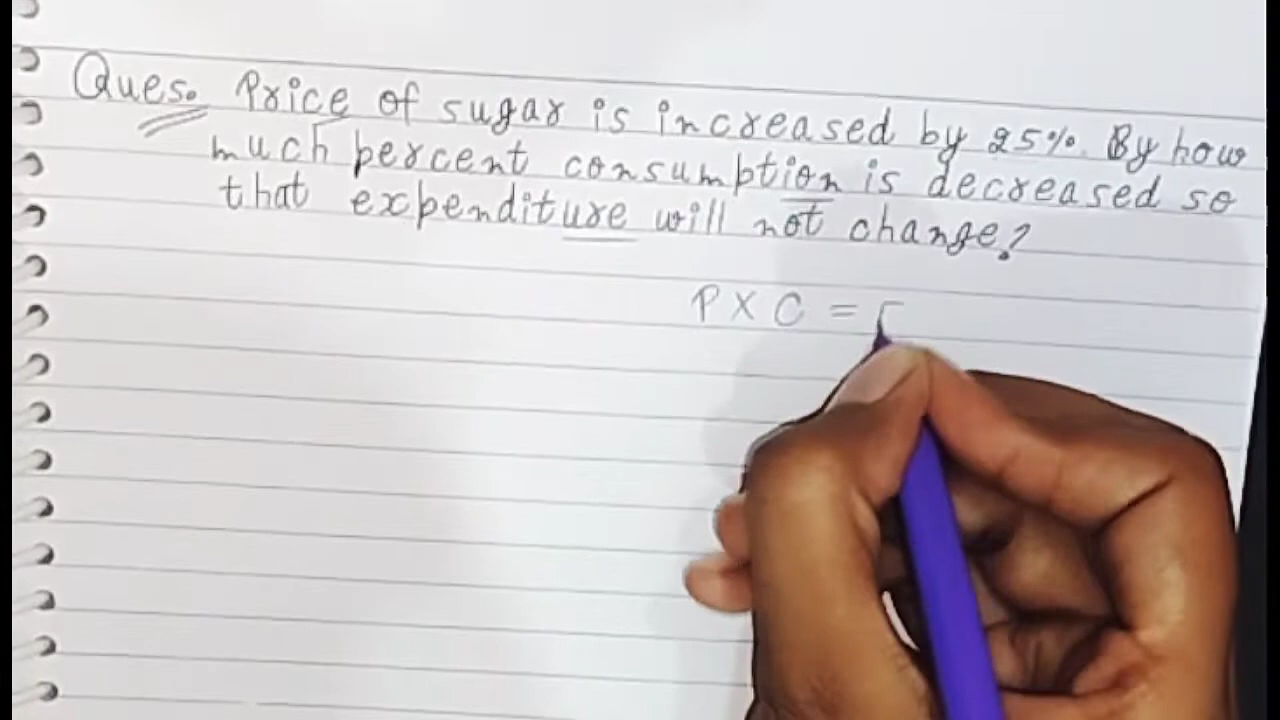 Ques. Price of sugar is increased by 25%. By how
much percent consumption is decreased so
that expenditure will not change?
P X C =